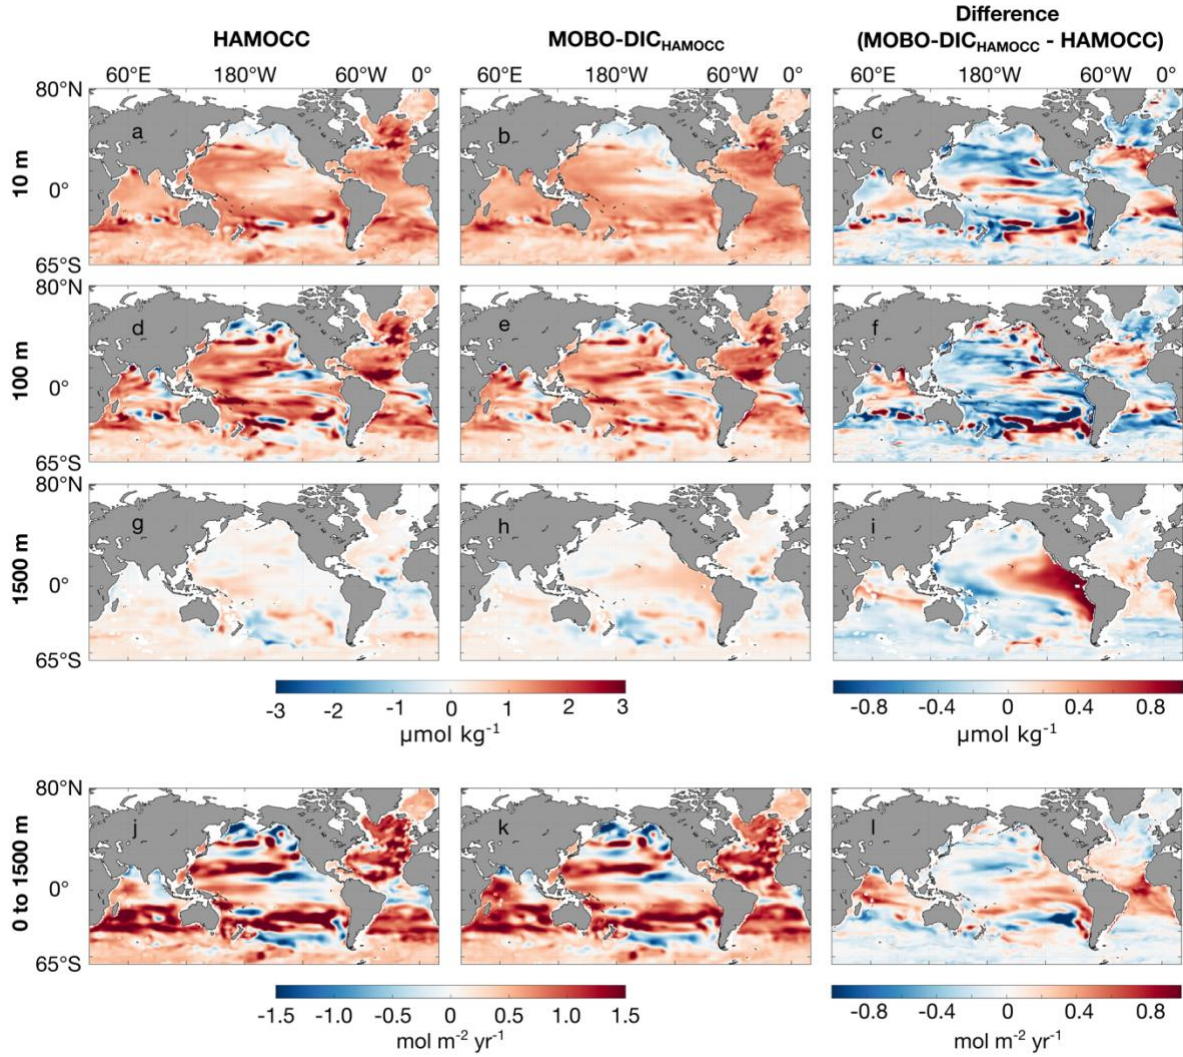 Difference
HAMOCC MOBO-DICHAMOCC (MOBO-DICHAMOCC - HAMOCC)
60°E 180°W 60°W 0° 60°E 180°W 60°W 0° 60°E 180°W 60°W 0°
80°N
a b c
10 m
0°
65°S
80°N
d e f
100 m
0°
65°S
80°N
g h i
1500 m
0°
65°S
-3 -2 -1 0 1 2 3 -0.8 -0.4 0 0.4 0.8
µmol kg-1 µmol kg-1
80°N
j k l
0 to 1500 m
0°
65°S
-1.5 -1.0 -0.5 0 0.5 1.0 1.5 -0.8 -0.4 0 0.4 0.8
mol m-2 yr-1 mol m-2 yr-1